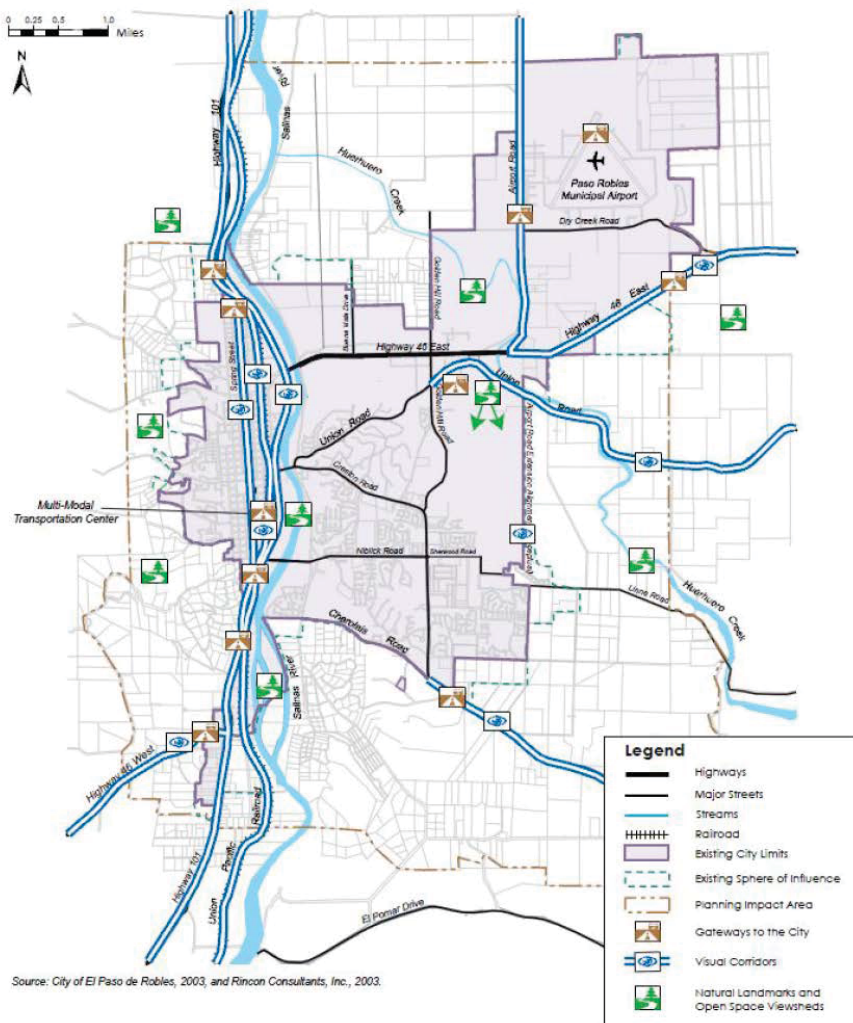 0 0.25 0.5 1.0
Miles
N
Highway 101
Salinas
River
Huerhuero
Creek
Airport Road
Paso Robles
Municipal Airport
Dry Creek Road
Golden Hill Road
Buena Vista Drive
Highway 46 East
Highway 46 East
Spring Street
Union Road
Golden Hill Road
Union
Road
Creston Road
Multi-Modal
Transportation Center
Niblick Road
Sherwood Road
Linne Road
Huerhuero
Creek
Charolais Road
Salinas
River
Highway 46 West
Highway 101
Union
Pacific
Railroad
El Pomar Drive
Legend
Highways
Major Streets
Streams
Railroad
Existing City Limits
Existing Sphere of Influence
Planning Impact Area
Gateways to the City
Visual Corridors
Natural Landmarks and
Open Space Viewsheds
Source: City of El Paso de Robles, 2003, and Rincon Consultants, Inc., 2003.